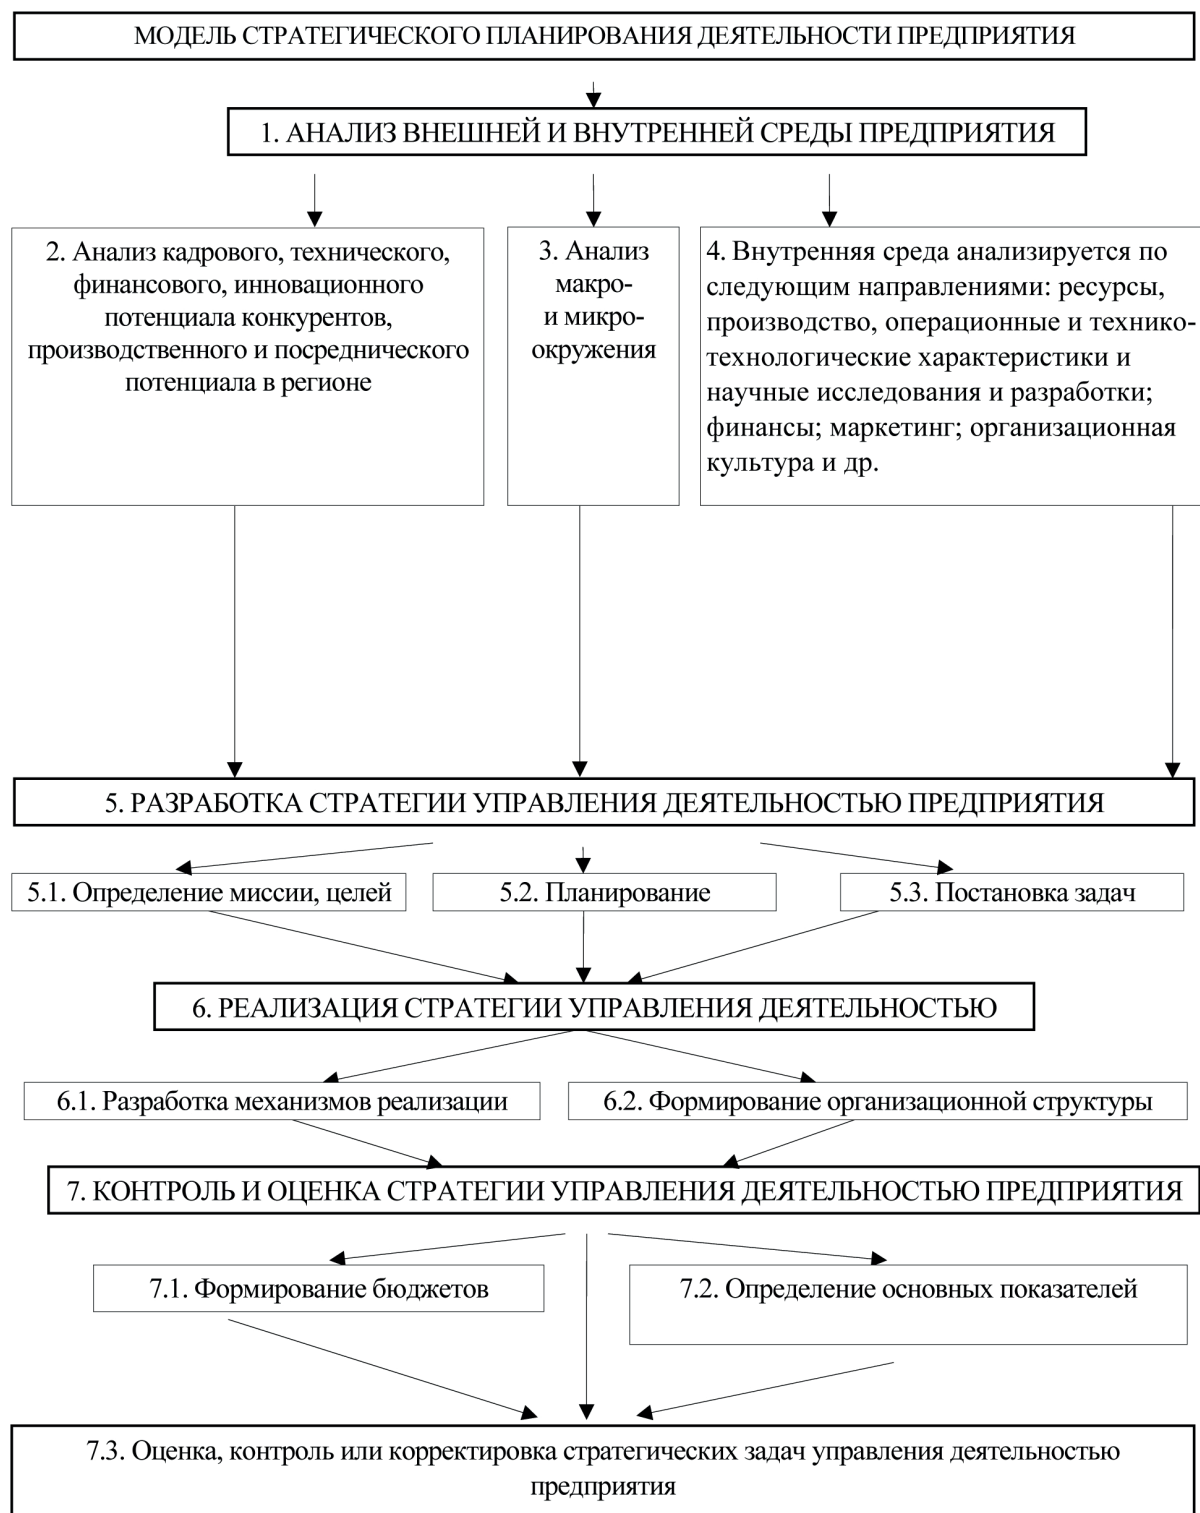 МОДЕЛЬ СТРАТЕГИЧЕСКОГО ПЛАНИРОВАНИЯ ДЕЯТЕЛЬНОСТИ ПРЕДПРИЯТИЯ
1. АНАЛИЗ ВНЕШНЕЙ И ВНУТРЕННЕЙ СРЕДЫ ПРЕДПРИЯТИЯ
2. Анализ кадрового, технического,
финансового, инновационного
потенциала конкурентов,
производственного и посреднического
потенциала в регионе
3. Анализ
макро-
и микро-
окружения
4. Внутренняя среда анализируется по
следующим направлениями: ресурсы,
производство, операционные и технико-
технологические характеристики и
научные исследования и разработки;
финансы; маркетинг; организационная
культура и др.
5. РАЗРАБОТКА СТРАТЕГИИ УПРАВЛЕНИЯ ДЕЯТЕЛЬНОСТЬЮ ПРЕДПРИЯТИЯ
5.1. Определение миссии, целей
5.2. Планирование
5.3. Постановка задач
6. РЕАЛИЗАЦИЯ СТРАТЕГИИ УПРАВЛЕНИЯ ДЕЯТЕЛЬНОСТЬЮ
6.1. Разработка механизмов реализации
6.2. Формирование организационной структуры
7. КОНТРОЛЬ И ОЦЕНКА СТРАТЕГИИ УПРАВЛЕНИЯ ДЕЯТЕЛЬНОСТЬЮ ПРЕДПРИЯТИЯ
7.1. Формирование бюджетов
7.2. Определение основных показателей
7.3. Оценка, контроль или корректировка стратегических задач управления деятельностью
предприятия